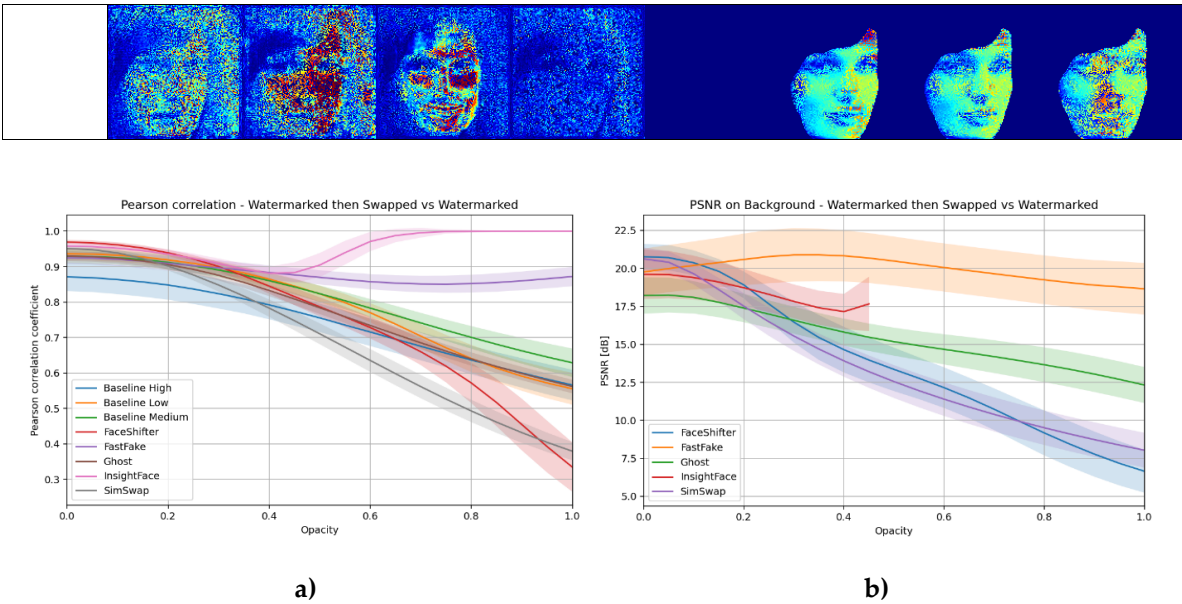 Pearson correlation - Watermarked then Swapped vs Watermarked
Pearson correlation coefficient
1.0
0.9
0.8
0.7
0.6
0.5
0.4
0.3
Baseline High
Baseline Low
Baseline Medium
FaceShifter
FastFake
Ghost
InsightFace
SimSwap
0.0 0.2 0.4 0.6 0.8 1.0
Opacity
a)
PSNR on Background - Watermarked then Swapped vs Watermarked
PSNR [dB]
22.5
20.0
17.5
15.0
12.5
10.0
7.5
5.0
FaceShifter
FastFake
Ghost
InsightFace
SimSwap
0.0 0.2 0.4 0.6 0.8 1.0
Opacity
b)